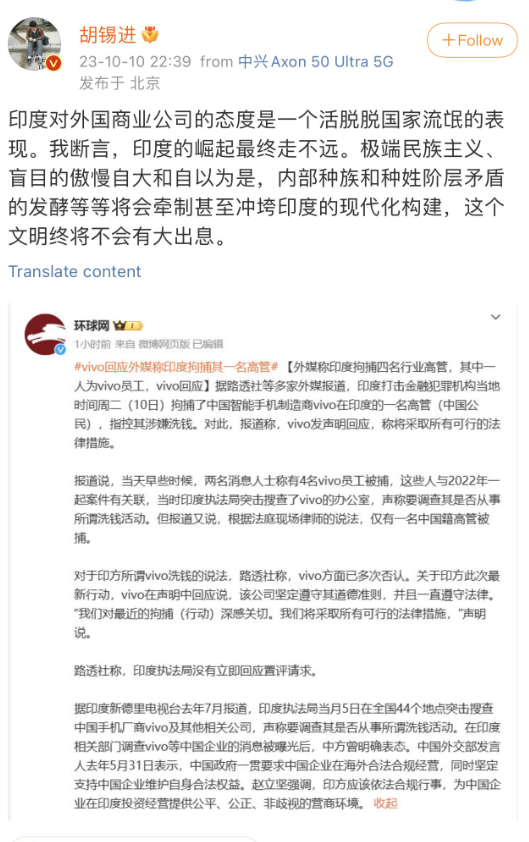 胡锡进
+Follow
23-10-10 22:39 from 中兴Axon 50 Ultra 5G
发布于 北京
印度对外国商业公司的态度是一个活脱脱国家流氓的表
现。我断言，印度的崛起最终走不远。极端民族主义、
盲目的傲慢自大和自以为是，内部种族和种姓阶层矛盾
的发酵等等将会牵制甚至冲垮印度的现代化构建，这个
文明终将不会有大出息。
Translate content
环球网
1小时前 来自 微博网页版 已编辑
#vivo回应外媒称印度拘捕其一名高管# 【外媒称印度拘捕四名行业高管，其中一
人为vivo员工，vivo回应】据路透社等多家外媒报道，印度打击金融犯罪机构当地
时间周二（10日）拘捕了中国智能手机制造商vivo在印度的一名高管（中国公
民），指控其涉嫌洗钱。对此，报道称，vivo发声明回应，称将采取所有可行的法
律措施。
报道说，当天早些时候，两名消息人士称有4名vivo员工被捕，这些人与2022年一
起案件有关联，当时印度执法局突击搜查了vivo的办公室，声称要调查其是否从事
所谓洗钱活动。但报道又说，根据法庭现场律师的说法，仅有一名中国籍高管被
捕。
对于印方所谓vivo洗钱的说法，路透社称，vivo方面已多次否认。关于印方此次最
新行动，vivo在声明中回应说，该公司坚定遵守其道德准则，并且一直遵守法律。
“我们对最近的拘捕（行动）深感关切。我们将采取所有可行的法律措施，”声明
说。
路透社称，印度执法局没有立即回应置评请求。
据印度新德里电视台去年7月报道，印度执法局当月5日在全国44个地点突击搜查
中国手机厂商vivo及其他相关公司，声称要调查其是否从事所谓洗钱活动。在印度
相关部门调查vivo等中国企业的消息被曝光后，中方曾明确表态。中国外交部发言
人去年5月31日表示，中国政府一贯要求中国企业在海外合法合规经营，同时坚定
支持中国企业维护自身合法权益。赵立坚强调，印方应该依法合规行事，为中国企
业在印度投资经营提供公平、公正、非歧视的营商环境。 收起